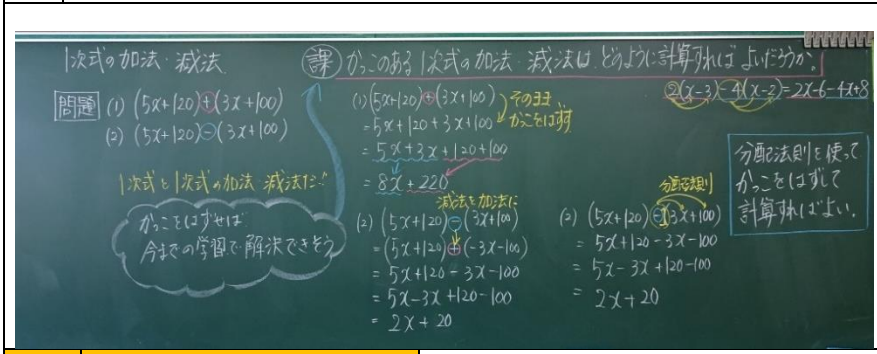 1次式の加法・減法
課 かっこのある1次式の加法・減法は、どのように計算すればよいだろうか。
問題 (1) (5x+120)+(3x+100)
(2) (5x+120)-(3x+100)
1次式と1次式の加法 減法だ!!
かっこをはずせば
今までの学習で解決できそう
(1)(5x+120)+(3x+100)
そのまま
かっこをはずす
=5x+120+3x+100
=5x+3x+120+100
=8x+220
減法を加法に
(2) (5x+120)-(3x+100)
=(5x+120)+(-3x-100)
=5x+120-3x-100
=5x-3x+120-100
=2x+20
分配法則
(2) (5x+120)-1(3x+100)
=5x+120-3x-100
=5x-3x+120-100
=2x+20
2(x-3)-4(x-2)=2x-6-4x+8
分配法則を使って
かっこをはずして
計算すればよい。